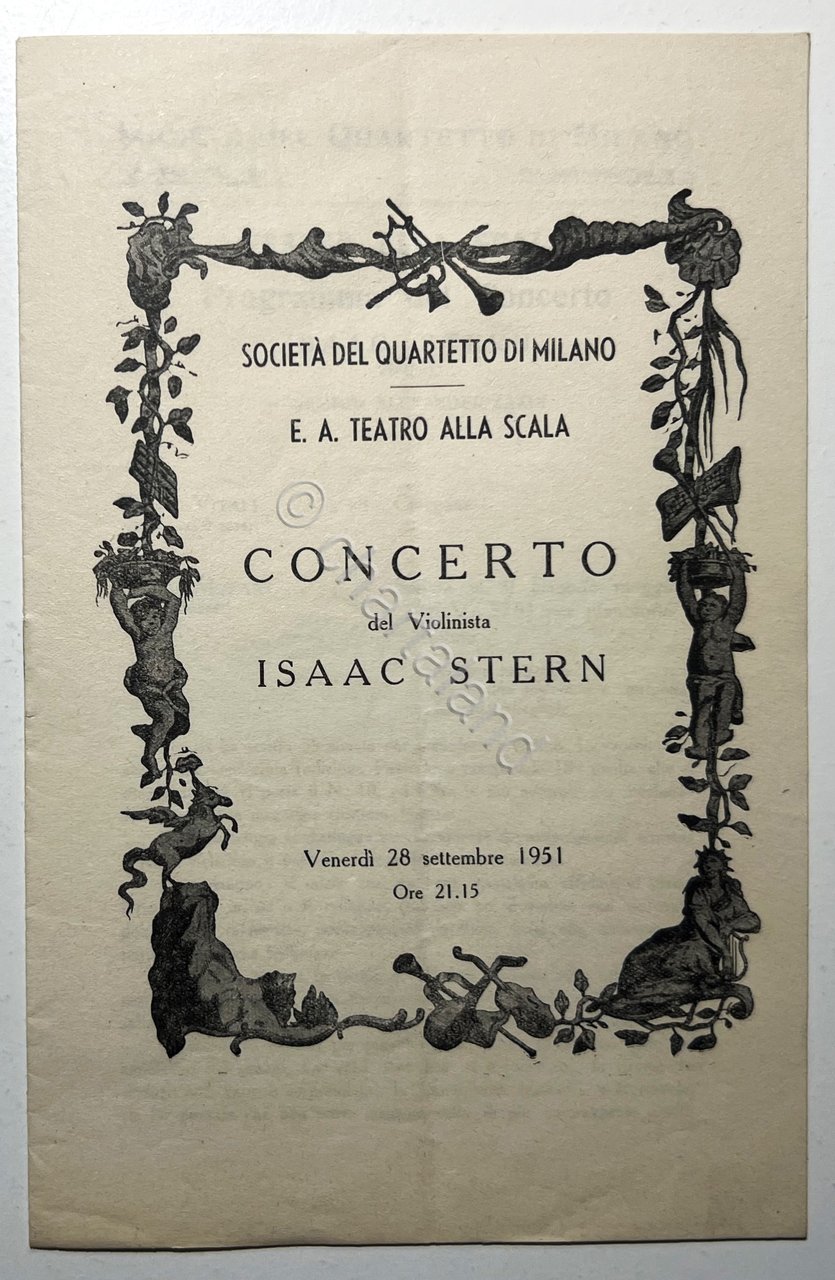 SOCIETÀ DEL QUARTETTO DI MILANO
E. A. TEATRO ALLA SCALA
CONCERTO
del Violinista
ISAAC STERN
Venerdì 28 settembre 1951
Ore 21.15
© chartaland